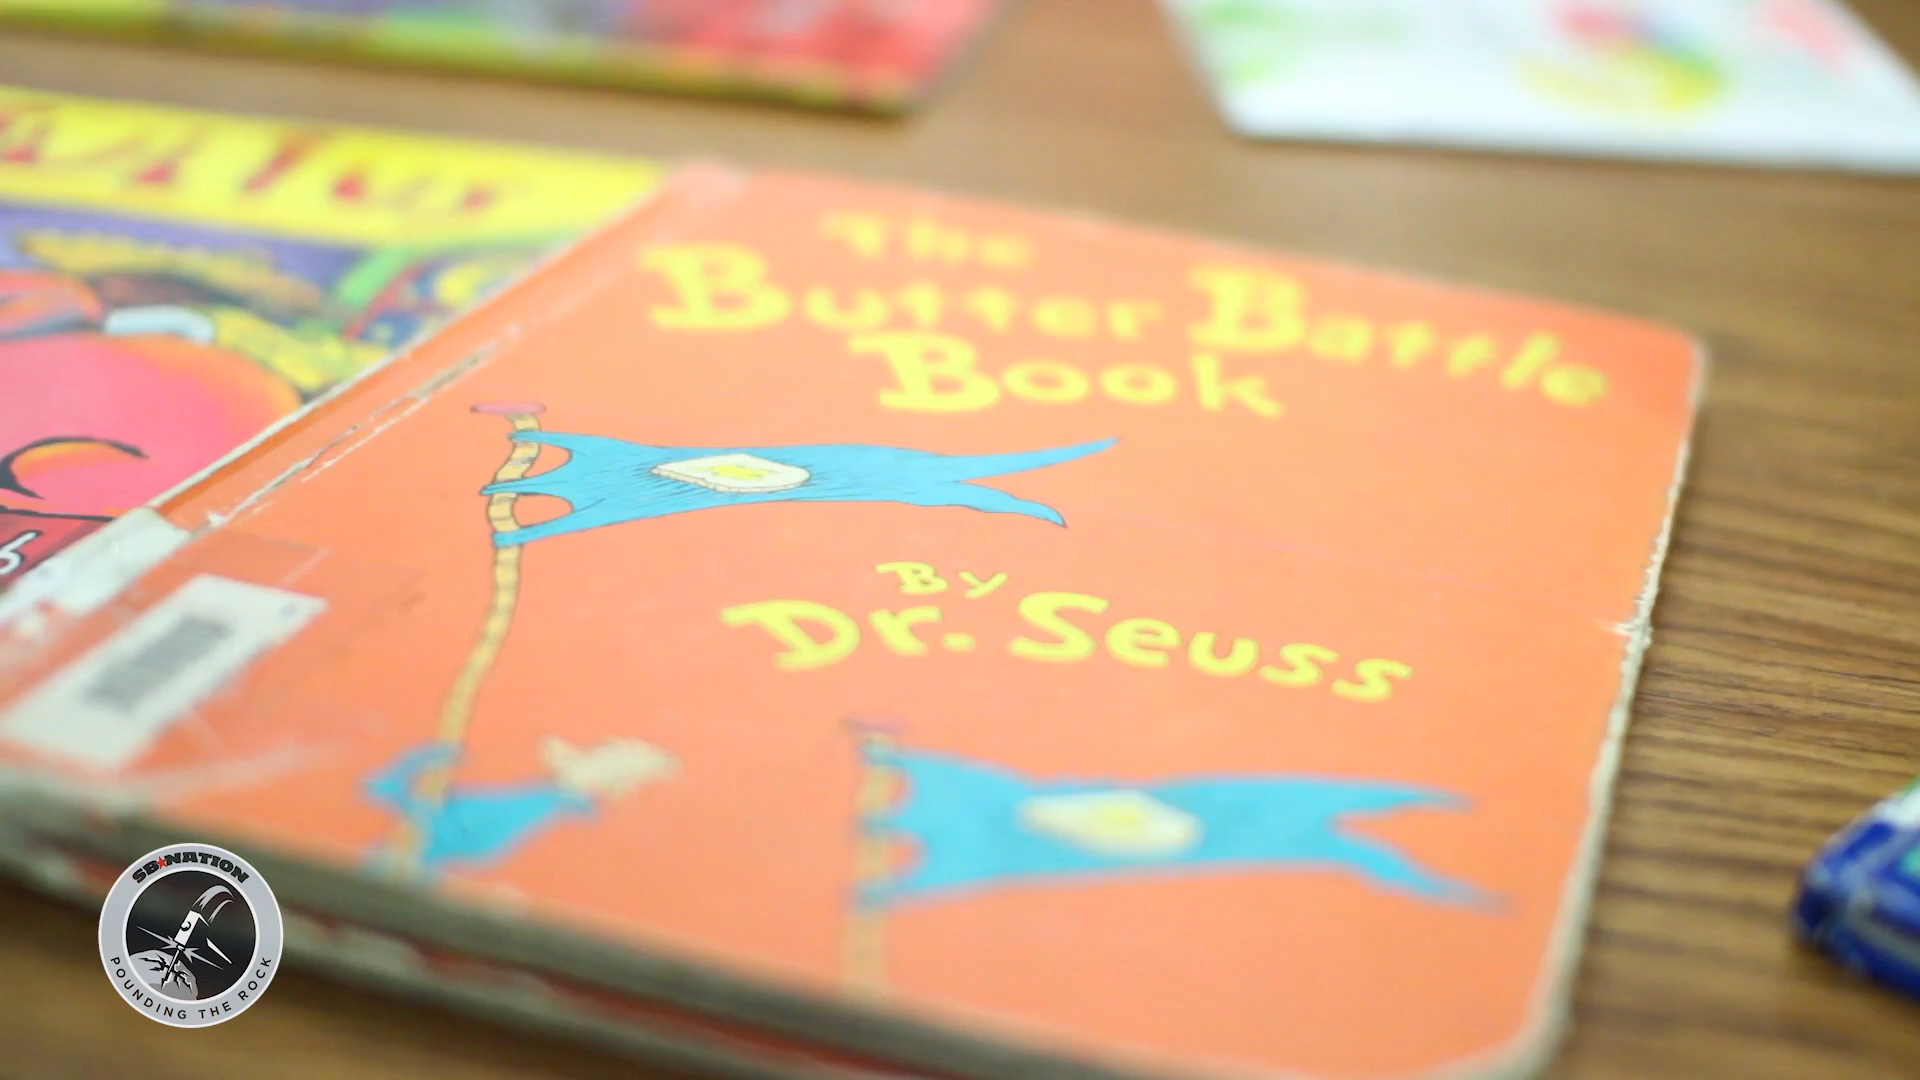 The
Butter Battle
Book
By
Dr. Seuss
SB★NATION
POUNDING THE ROCK